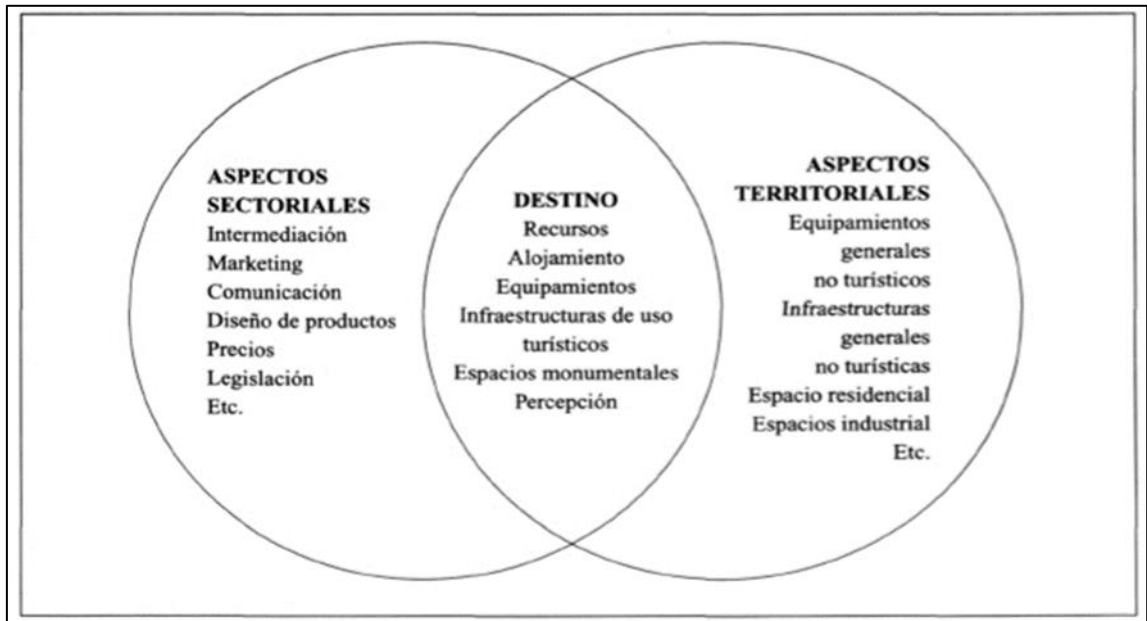 ASPECTOS
SECTORIALES
Intermediación
Marketing
Comunicación
Diseño de productos
Precios
Legislación
Etc.
DESTINO
Recursos
Alojamiento
Equipamientos
Infraestructuras de uso
turísticos
Espacios monumentales
Percepción
ASPECTOS
TERRITORIALES
Equipamientos
generales
no turísticos
Infraestructuras
generales
no turísticas
Espacio residencial
Espacios industrial
Etc.